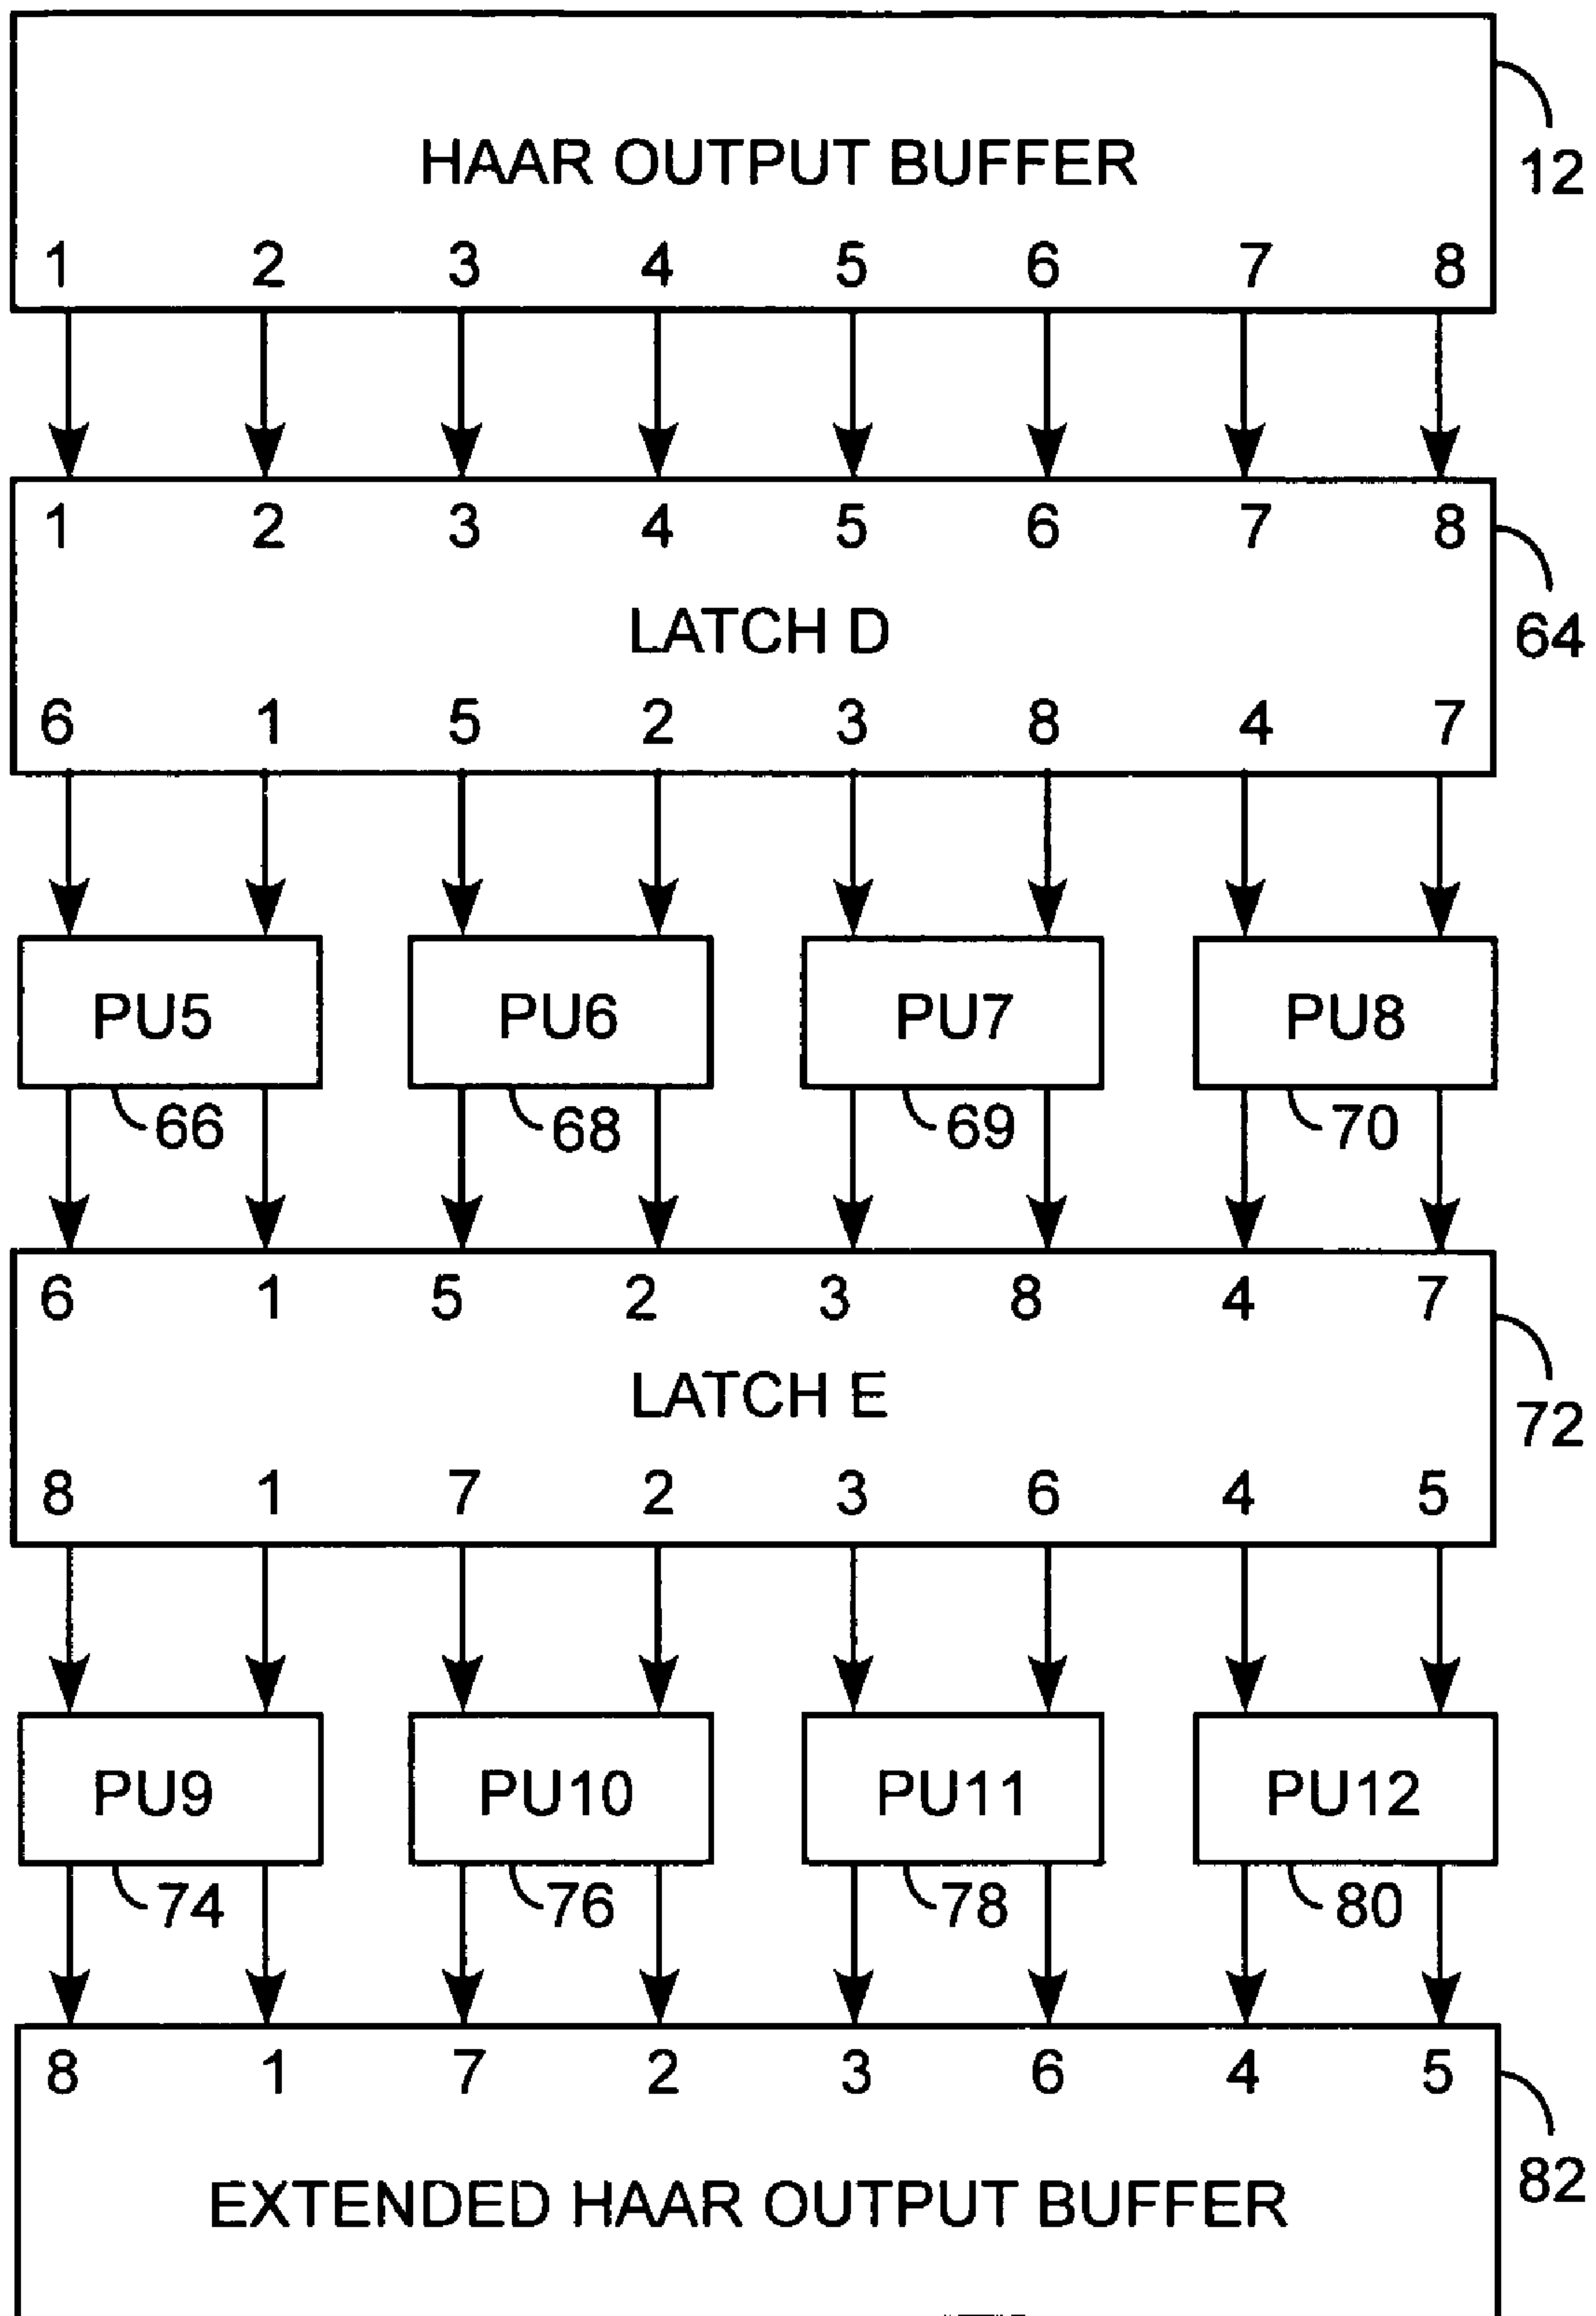 HAAR OUTPUT BUFFER
12
1 2 3 4 5 6 7 8
1 2 3 4 5 6 7 8
LATCH D
64
6 1 5 2 3 8 4 7
PU5 PU6 PU7 PU8
66 68 69 70
6 1 5 2 3 8 4 7
LATCH E
72
8 1 7 2 3 6 4 5
PU9 PU10 PU11 PU12
74 76 78 80
8 1 7 2 3 6 4 5
EXTENDED HAAR OUTPUT BUFFER
82